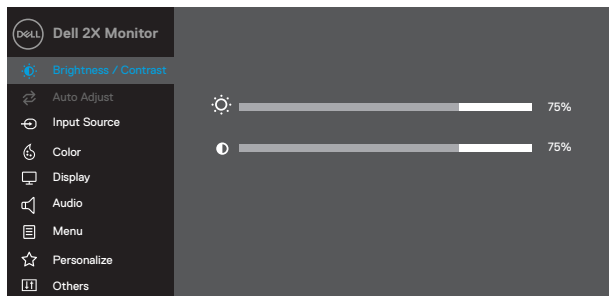 DELL
Dell 2X Monitor
Brightness / Contrast
Auto Adjust
Input Source
Color
Display
Audio
Menu
Personalize
Others
75%
75%